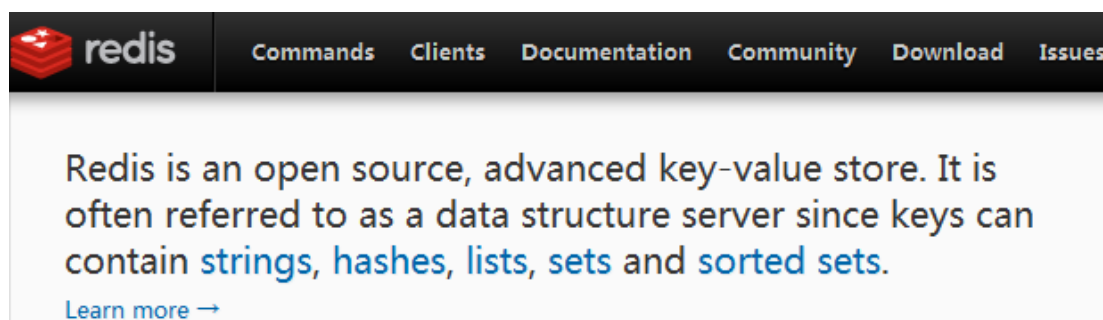 redis Commands Clients Documentation Community Download Issues
Redis is an open source, advanced key-value store. It is
often referred to as a data structure server since keys can
contain strings, hashes, lists, sets and sorted sets.
Learn more →